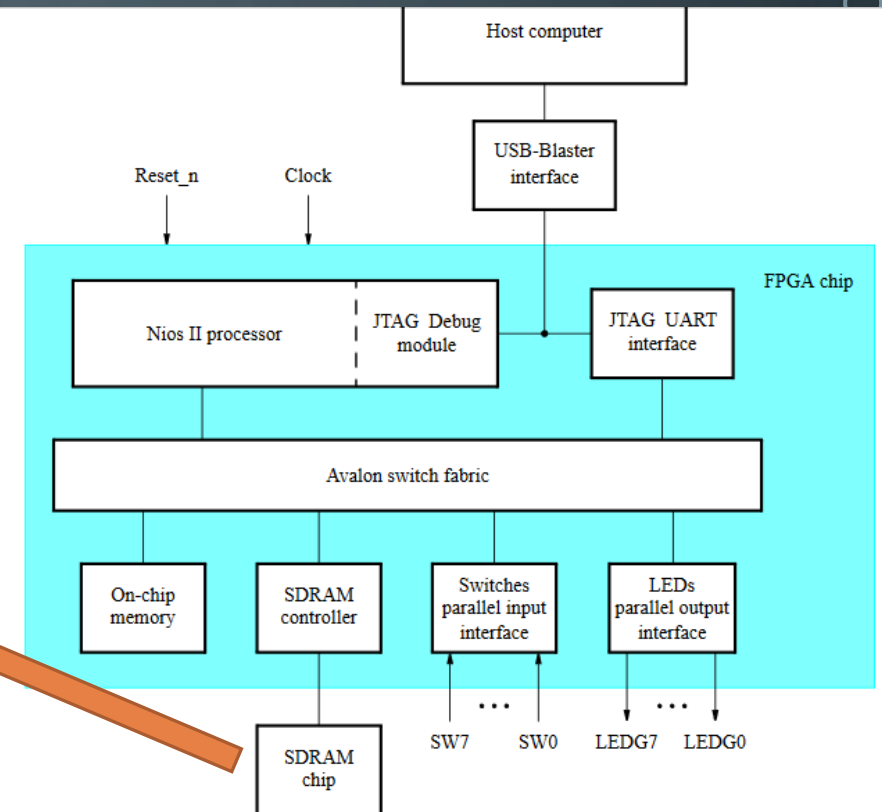 Host computer
USB-Blaster
interface
Reset_n
Clock
FPGA chip
Nios II processor
JTAG Debug
module
JTAG UART
interface
Avalon switch fabric
On-chip
memory
SDRAM
controller
Switches
parallel input
interface
LEDs
parallel output
interface
SW7
...
SW0
LEDG7
...
LEDG0
SDRAM
chip